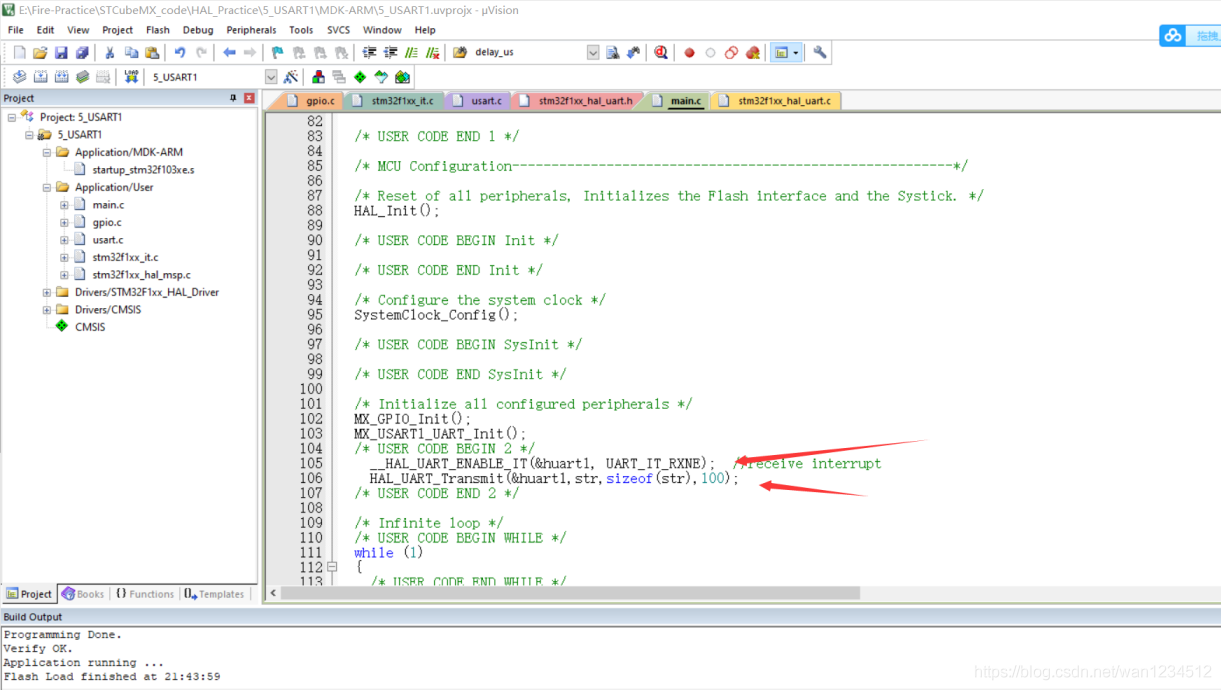 E:\Fire-Practice\STCubeMX_code\HAL_Practice\5_USART1\MDK-ARM\5_USART1.uvprojx - µVision
File Edit View Project Flash Debug Peripherals Tools SVCS Window Help
delay_us
拖拽
LOAD 5_USART1
Project
gpio.c stm32f1xx_it.c usart.c stm32f1xx_hal_uart.h main.c stm32f1xx_hal_uart.c
Project: 5_USART1
5_USART1
Application/MDK-ARM
startup_stm32f103xe.s
Application/User
main.c
gpio.c
usart.c
stm32f1xx_it.c
stm32f1xx_hal_msp.c
Drivers/STM32F1xx_HAL_Driver
Drivers/CMSIS
CMSIS
82
83 /* USER CODE END 1 */
84
85 /* MCU Configuration--------------------------------------------------------*/
86
87 /* Reset of all peripherals, Initializes the Flash interface and the Systick. */
88 HAL_Init();
89
90 /* USER CODE BEGIN Init */
91
92 /* USER CODE END Init */
93
94 /* Configure the system clock */
95 SystemClock_Config();
96
97 /* USER CODE BEGIN SysInit */
98
99 /* USER CODE END SysInit */
100
101 /* Initialize all configured peripherals */
102 MX_GPIO_Init();
103 MX_USART1_UART_Init();
104 /* USER CODE BEGIN 2 */
105 __HAL_UART_ENABLE_IT(&huart1, UART_IT_RXNE); //receive interrupt
106 HAL_UART_Transmit(&huart1,str,sizeof(str),100);
107 /* USER CODE END 2 */
108
109 /* Infinite loop */
110 /* USER CODE BEGIN WHILE */
111 while (1)
112 {
113 /* USER CODE END WHILE */
Project Books {} Functions Templates
Build Output
Programming Done.
Verify OK.
Application running ...
Flash Load finished at 21:43:59
https://blog.csdn.net/wan1234512